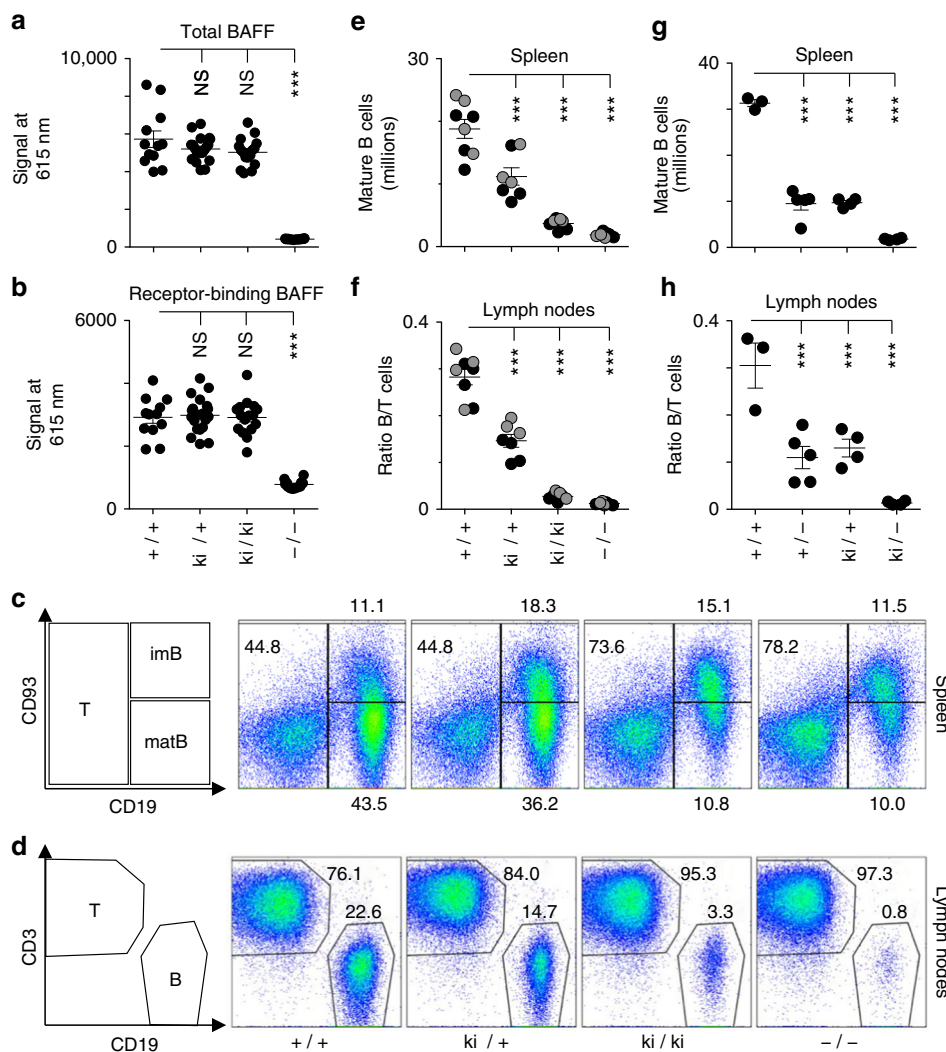 a
Total BAFF
10,000
Signal at
615 nm
0
NS
NS
***
b
Receptor-binding BAFF
6000
Signal at
615 nm
0
NS
NS
***
+ / +
ki / +
ki / ki
– / –
e
Spleen
30
Mature B cells
(millions)
0
***
***
***
f
Lymph nodes
0.4
Ratio B/T cells
0
***
***
***
+ / +
ki / +
ki / ki
– / –
g
Spleen
40
Mature B cells
(millions)
0
***
***
***
h
Lymph nodes
0.4
Ratio B/T cells
0
***
***
***
+ / +
+ / –
ki / +
ki / –
c
CD93
T
imB
matB
CD19
11.1
18.3
15.1
11.5
44.8
44.8
73.6
78.2
43.5
36.2
10.8
10.0
Spleen
d
CD3
T
B
CD19
76.1
84.0
95.3
97.3
22.6
14.7
3.3
0.8
Lymph nodes
+ / +
ki / +
ki / ki
– / –